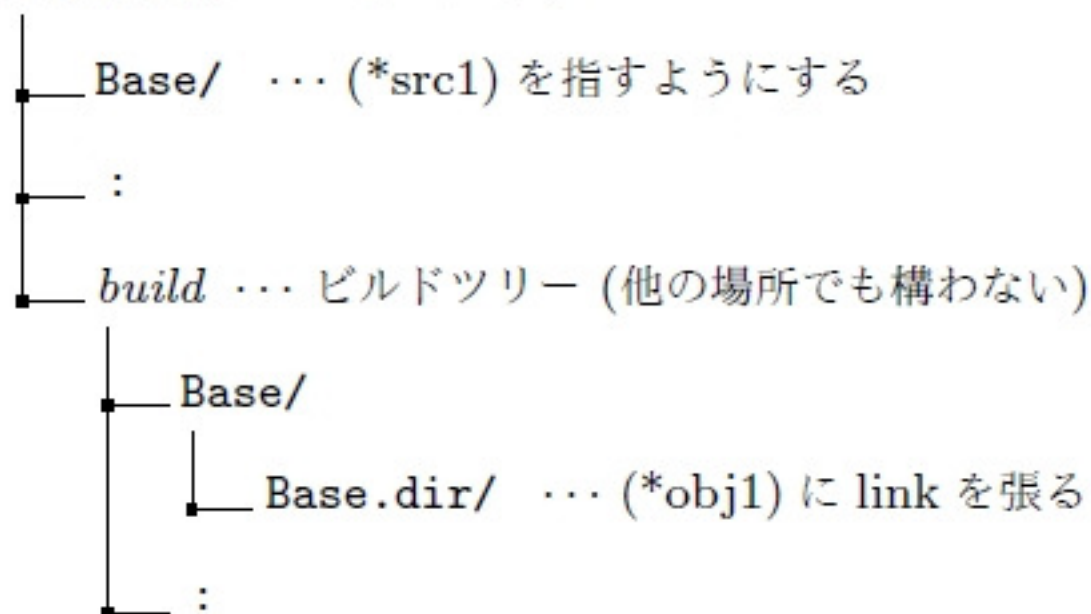 Base/ ··· (*src1) を指すようにする
:
build ··· ビルドツリー (他の場所でも構わない)
Base/
Base.dir/ ··· (*obj1) に link を張る
: